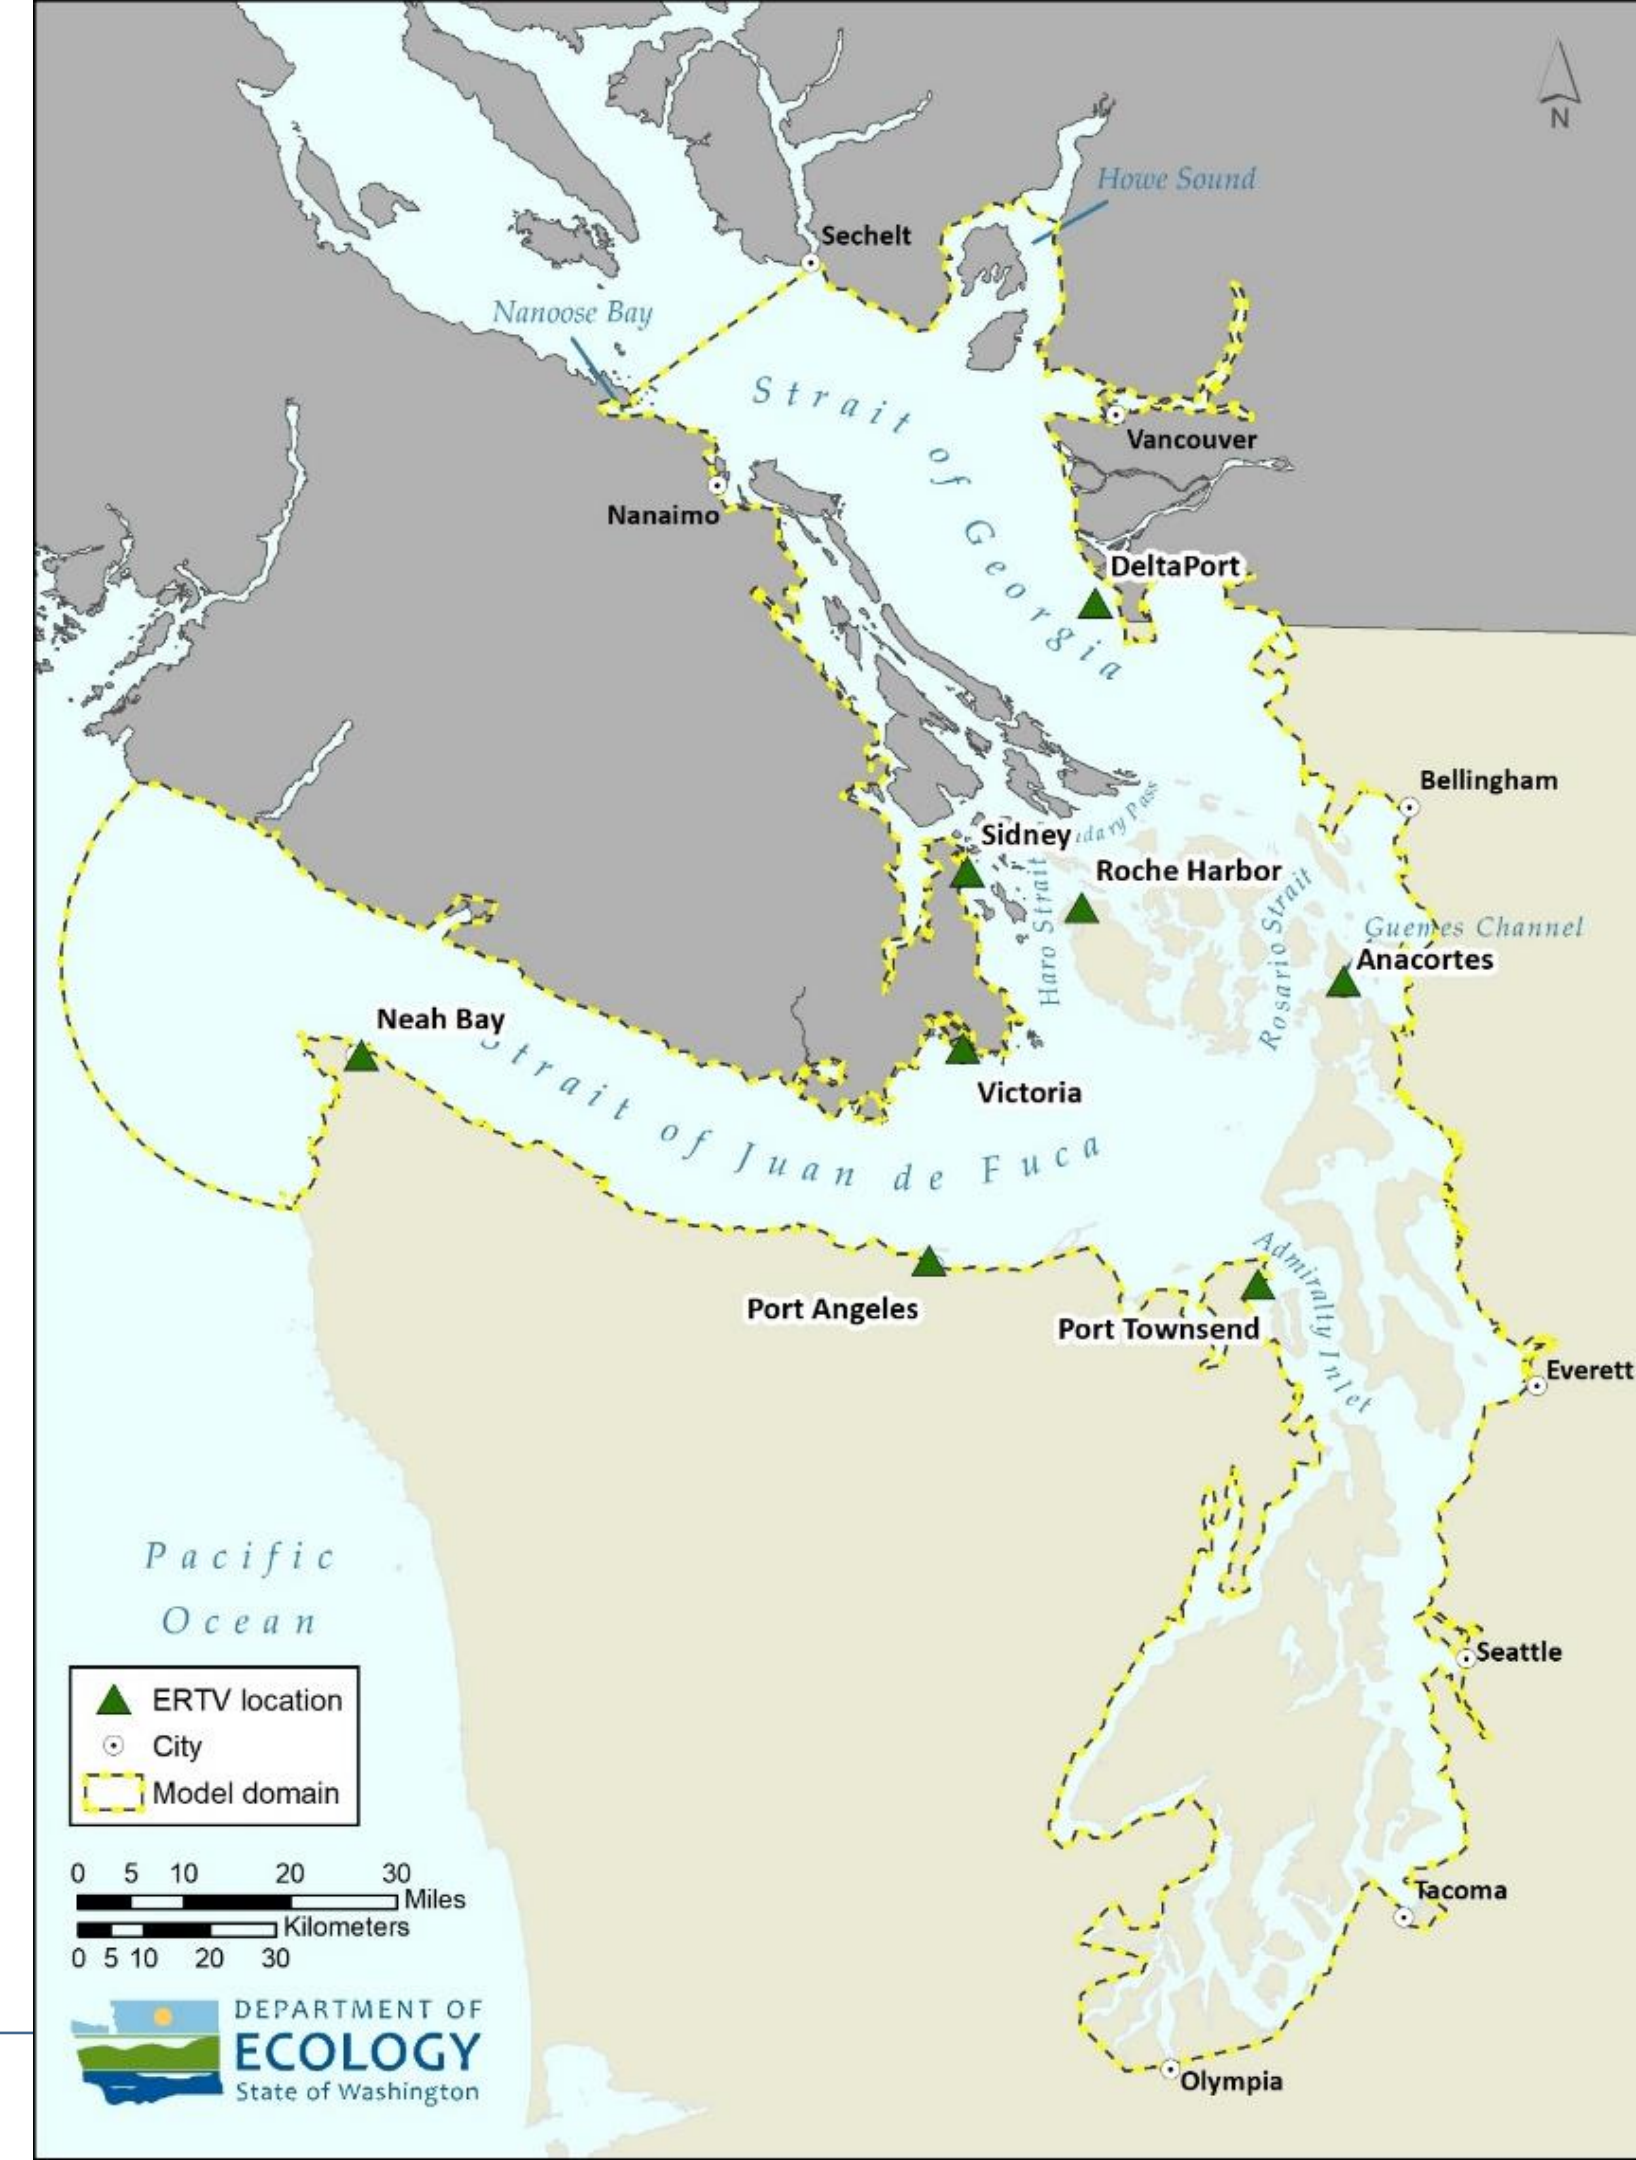 N
Howe Sound
Sechelt
Nanoose Bay
Strait of Georgia
Vancouver
Nanaimo
DeltaPort
Bellingham
Pass
Sidney
Roche Harbor
Haro Strait
Rosario Strait
Guemes Channel
Anacortes
Neah Bay
Strait of Juan de Fuca
Victoria
Admiralty Inlet
Port Angeles
Port Townsend
Everett
Pacific
Ocean
Seattle
ERTV location
City
Model domain
0 5 10 20 30
Miles
Kilometers
0 5 10 20 30
Tacoma
DEPARTMENT OF
ECOLOGY
State of Washington
Olympia